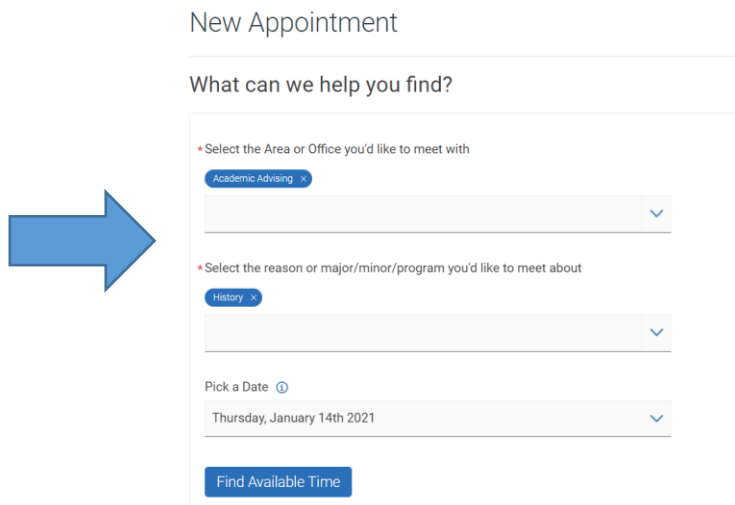 New Appointment
What can we help you find?
*Select the Area or Office you'd like to meet with
Academic Advising ×
*Select the reason or major/minor/program you'd like to meet about
History ×
Pick a Date
Thursday, January 14th 2021
Find Available Time